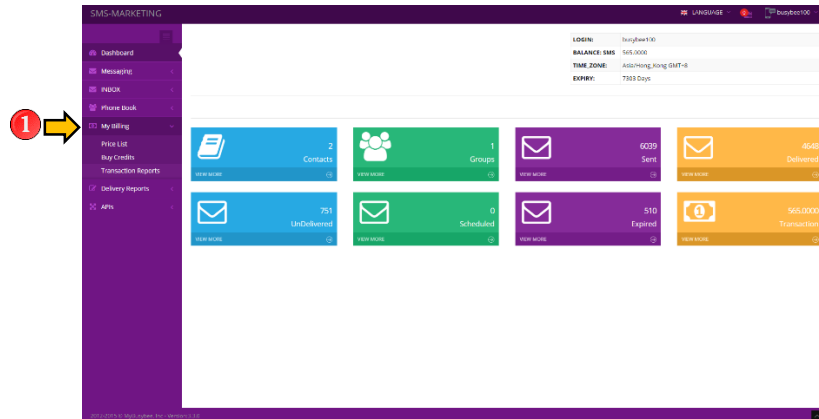 SMS-MARKETING
LANGUAGE
busybee100
LOGIN: busybee100
BALANCE: SMS 565.0000
TIME_ZONE: Asia/Hong_Kong GMT+8
EXPIRY: 7303 Days
Dashboard
Messaging
INBOX
Phone Book
1
My Billing
Price List
Buy Credits
Transaction Reports
Delivery Reports
APIs
2
Contacts
VIEW MORE
1
Groups
VIEW MORE
6039
Sent
VIEW MORE
4648
Delivered
VIEW MORE
751
UnDelivered
VIEW MORE
0
Scheduled
VIEW MORE
510
Expired
VIEW MORE
565.0000
Transaction
VIEW MORE